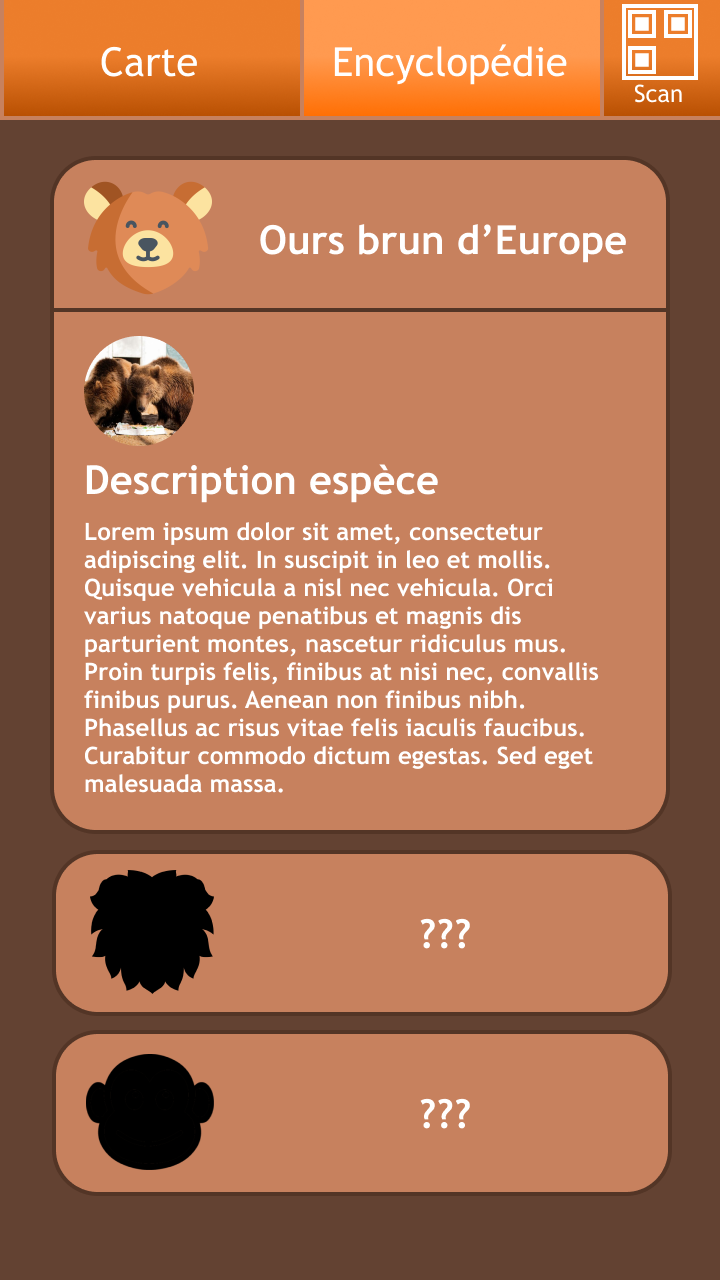 Carte
Encyclopédie
Scan
Ours brun d’Europe
Description espèce
Lorem ipsum dolor sit amet, consectetur
adipiscing elit. In suscipit in leo et mollis.
Quisque vehicula a nisl nec vehicula. Orci
varius natoque penatibus et magnis dis
parturient montes, nascetur ridiculus mus.
Proin turpis felis, finibus at nisi nec, convallis
finibus purus. Aenean non finibus nibh.
Phasellus ac risus vitae felis iaculis faucibus.
Curabitur commodo dictum egestas. Sed eget
malesuada massa.
???
???